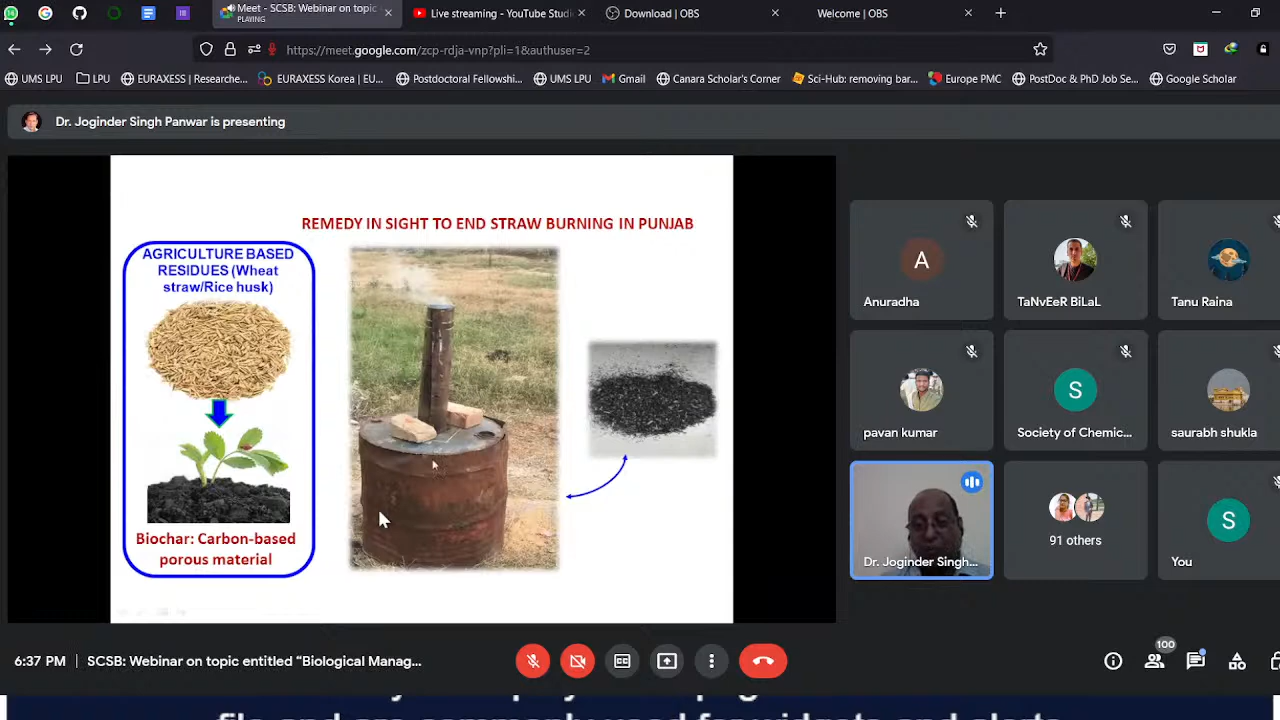 Meet - SCSB: Webinar on topic
PLAYING
Live streaming - YouTube Studi
Download | OBS
Welcome | OBS
https://meet.google.com/zcp-rdja-vnp?pli=1&authuser=2
UMS LPU
LPU
EURAXESS | Researche...
EURAXESS Korea | EU...
Postdoctoral Fellowshi...
UMS LPU
Gmail
Canara Scholar's Corner
Sci-Hub: removing bar...
Europe PMC
PostDoc & PhD Job Se...
Google Scholar
Dr. Joginder Singh Panwar is presenting
REMEDY IN SIGHT TO END STRAW BURNING IN PUNJAB
AGRICULTURE BASED
RESIDUES (Wheat
straw/Rice husk)
Biochar: Carbon-based
porous material
A
Anuradha
TaNvEeR BiLaL
Tanu Raina
pavan kumar
S
Society of Chemic...
saurabh shukla
Dr. Joginder Singh...
91 others
S
You
6:37 PM
SCSB: Webinar on topic entitled “Biological Manag...
100